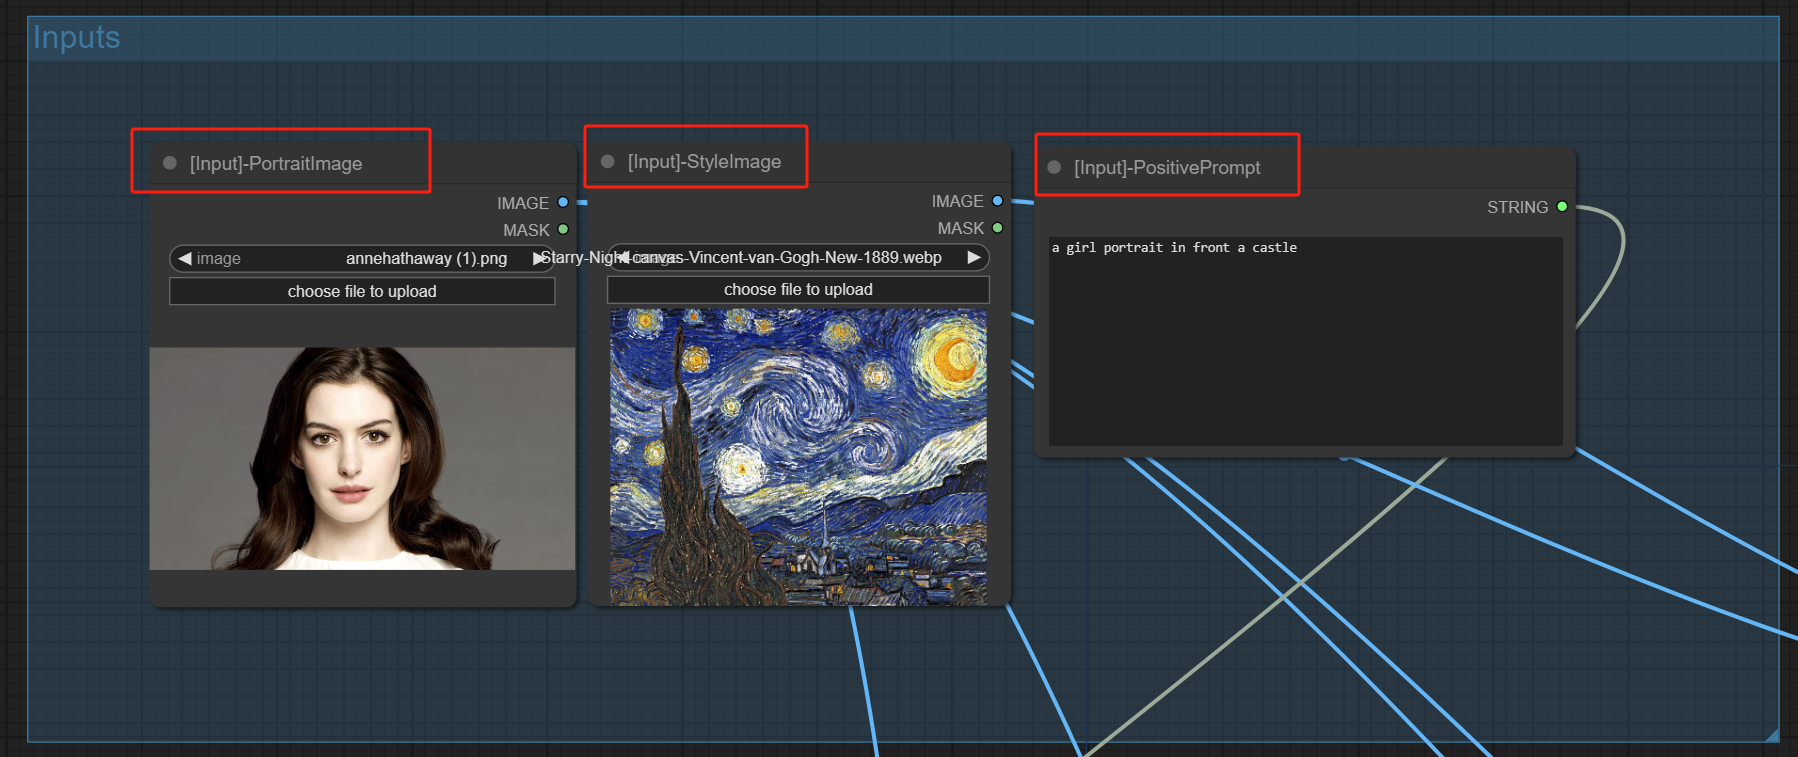 Inputs
[Input]-PortraitImage
IMAGE
MASK
image annehathaway (1).png
choose file to upload
[Input]-StyleImage
IMAGE
MASK
Starry-Night-canvas-Vincent-van-Gogh-New-1889.webp
choose file to upload
[Input]-PositivePrompt
STRING
a girl portrait in front a castle